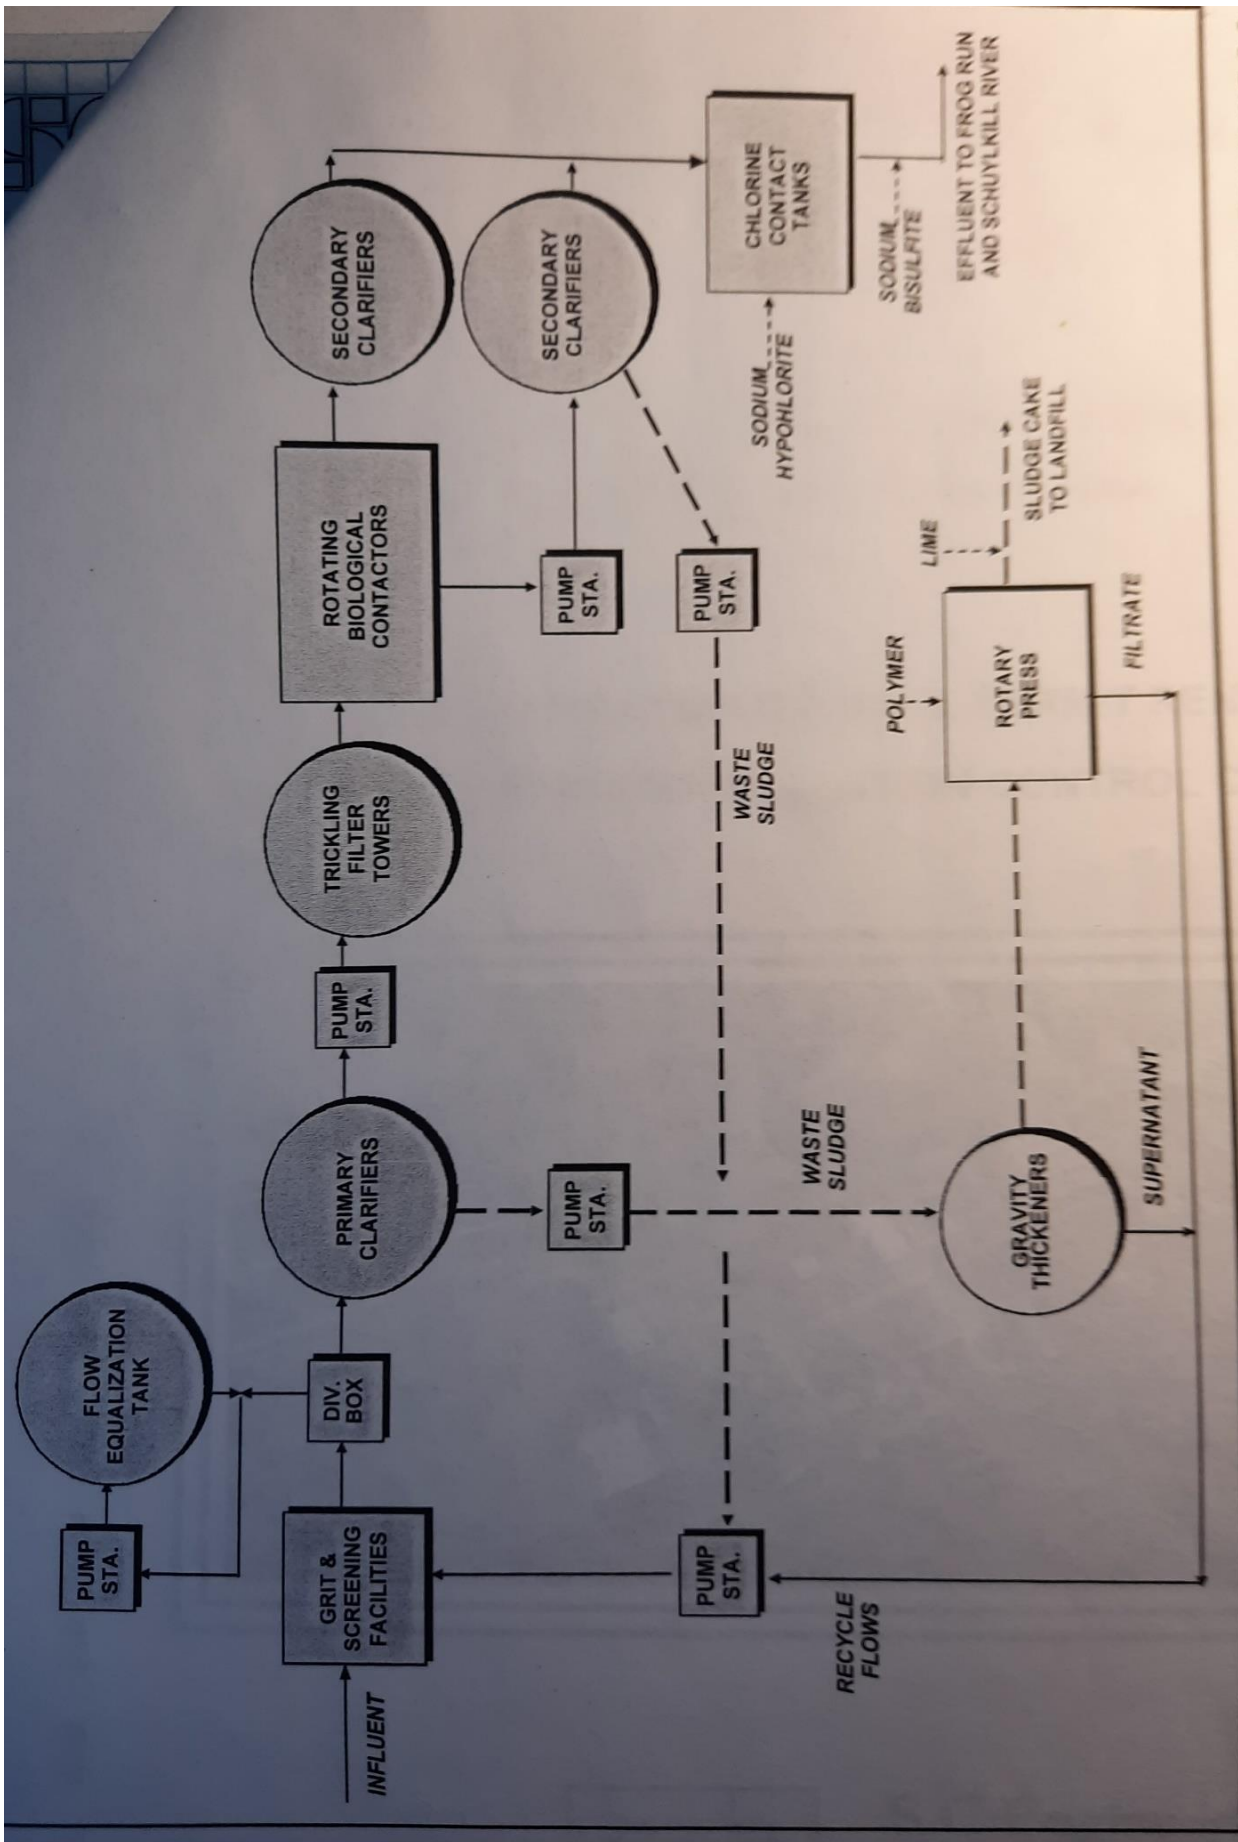 FLOW
EQUALIZATION
TANK
PUMP
STA.
INFLUENT
GRIT &
SCREENING
FACILITIES
DIV.
BOX
PRIMARY
CLARIFIERS
PUMP
STA.
TRICKLING
FILTER
TOWERS
ROTATING
BIOLOGICAL
CONTACTORS
SECONDARY
CLARIFIERS
PUMP
STA.
SECONDARY
CLARIFIERS
PUMP
STA.
PUMP
STA.
PUMP
STA.
WASTE
SLUDGE
WASTE
SLUDGE
RECYCLE
FLOWS
SODIUM
HYPOHLORITE
CHLORINE
CONTACT
TANKS
SODIUM
BISULFITE
EFFLUENT TO FROG RUN
AND SCHUYLKILL RIVER
GRAVITY
THICKENERS
SUPERNATANT
POLYMER
LIME
ROTARY
PRESS
SLUDGE CAKE
TO LANDFILL
FILTRATE